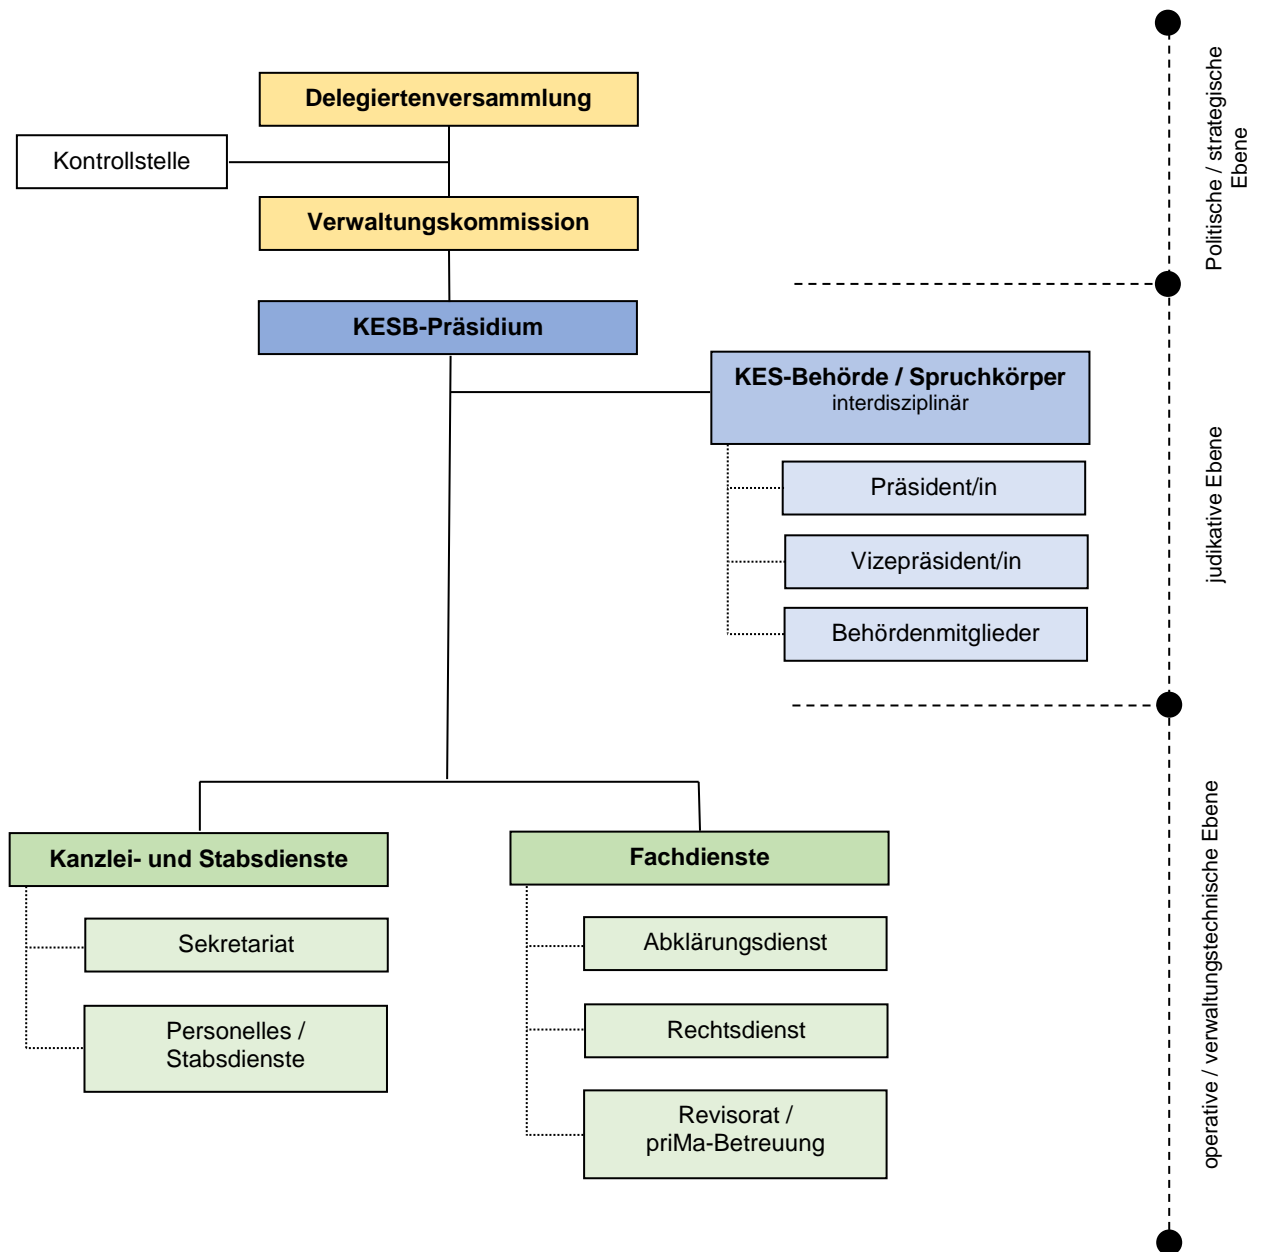 Delegiertenversammlung
Kontrollstelle
Verwaltungskommission
Politische / strategische
Ebene
KESB-Präsidium
KES-Behörde / Spruchkörper
interdisziplinär
Präsident/in
Vizepräsident/in
Behördenmitglieder
judikative Ebene
Kanzlei- und Stabsdienste
Sekretariat
Personelles /
Stabsdienste
Fachdienste
Abklärungsdienst
Rechtsdienst
Revisorat /
priMa-Betreuung
operative / verwaltungstechnische Ebene